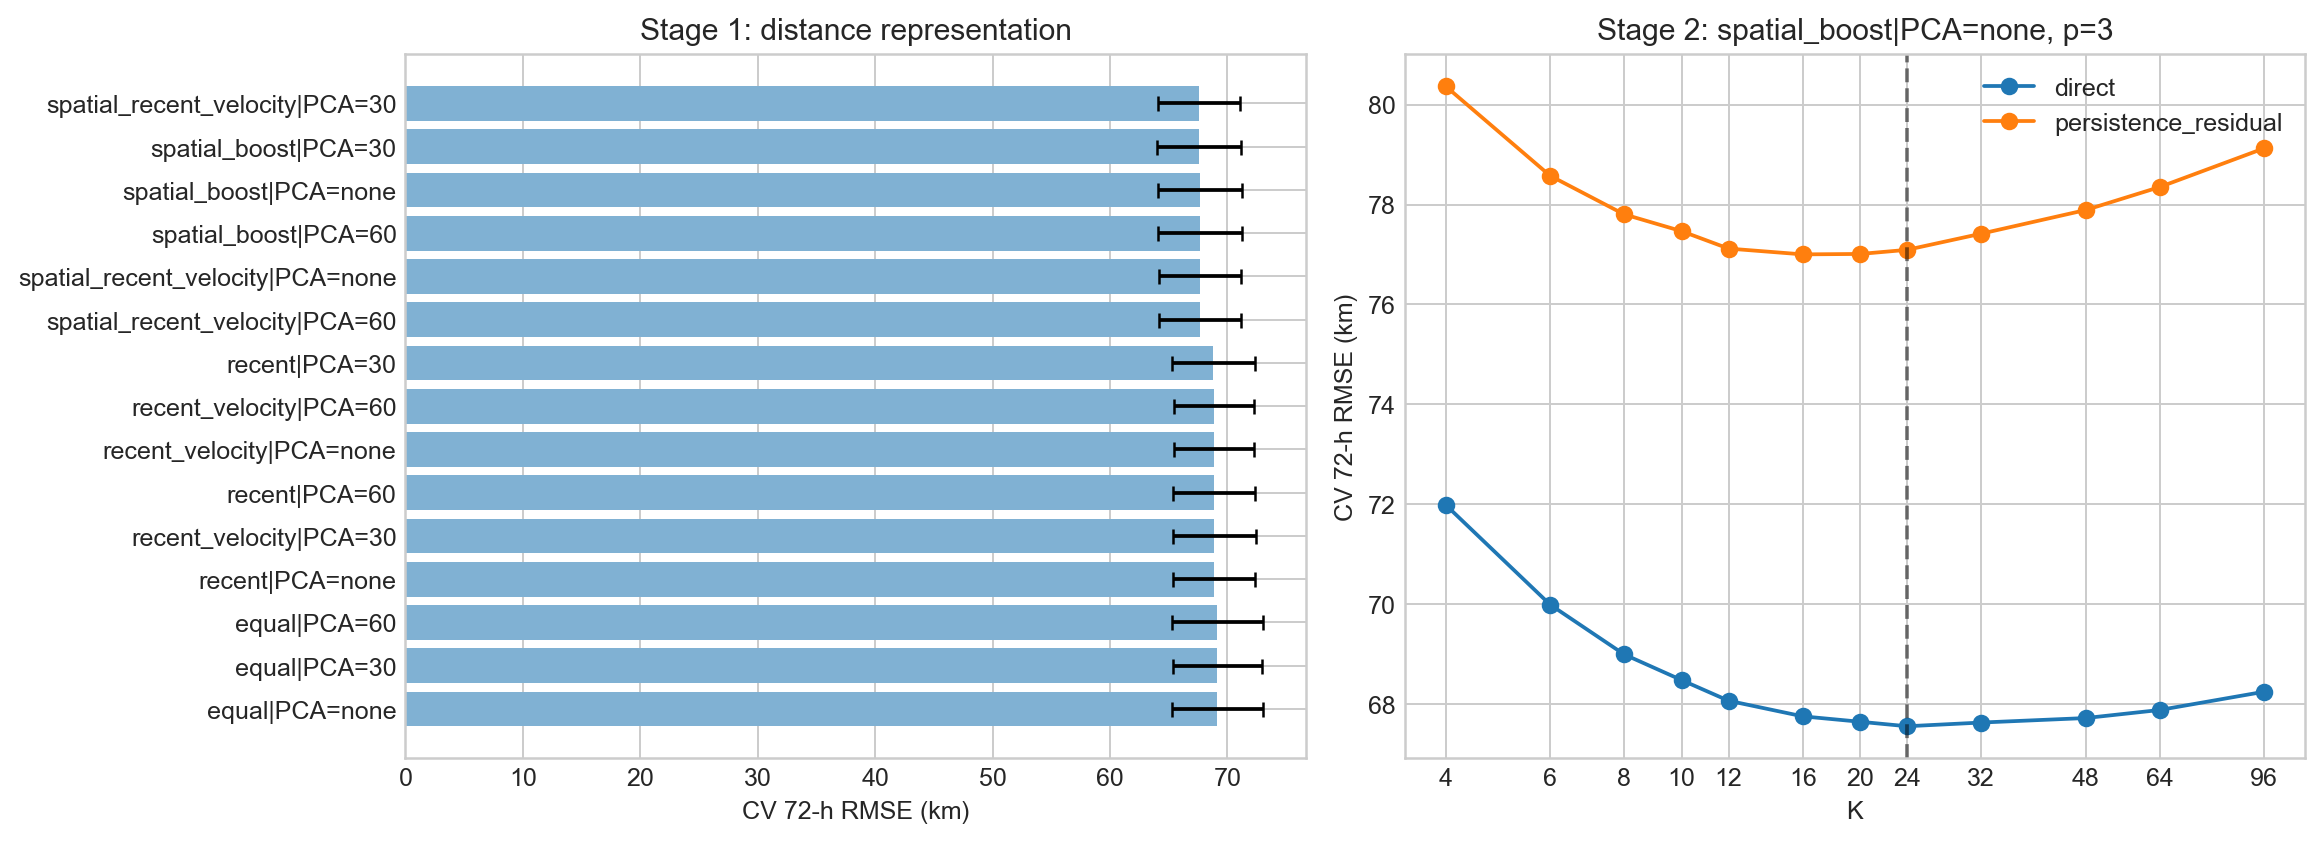 Stage 1: distance representation
spatial_recent_velocity|PCA=30
spatial_boost|PCA=30
spatial_boost|PCA=none
spatial_boost|PCA=60
spatial_recent_velocity|PCA=none
spatial_recent_velocity|PCA=60
recent|PCA=30
recent_velocity|PCA=60
recent_velocity|PCA=none
recent|PCA=60
recent_velocity|PCA=30
recent|PCA=none
equal|PCA=60
equal|PCA=30
equal|PCA=none
0 10 20 30 40 50 60 70
CV 72-h RMSE (km)
Stage 2: spatial_boost|PCA=none, p=3
direct
persistence_residual
80
78
76
74
72
70
68
CV 72-h RMSE (km)
4 6 8 10 12 16 20 24 32 48 64 96
K